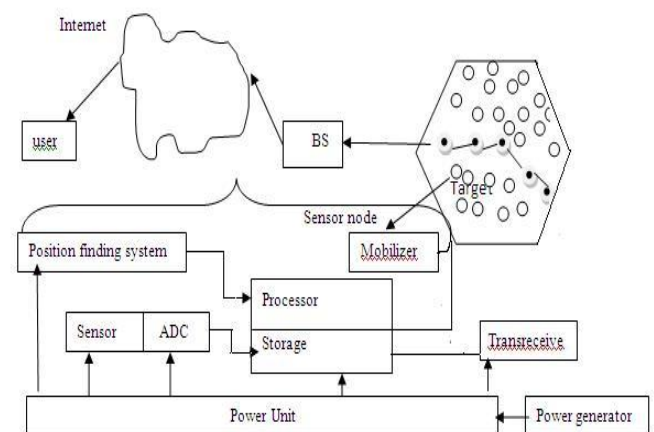 Internet
user
BS
Target
Sensor node
Position finding system
Mobilizer
Processor
Sensor
ADC
Storage
Transreceive
Power Unit
Power generator